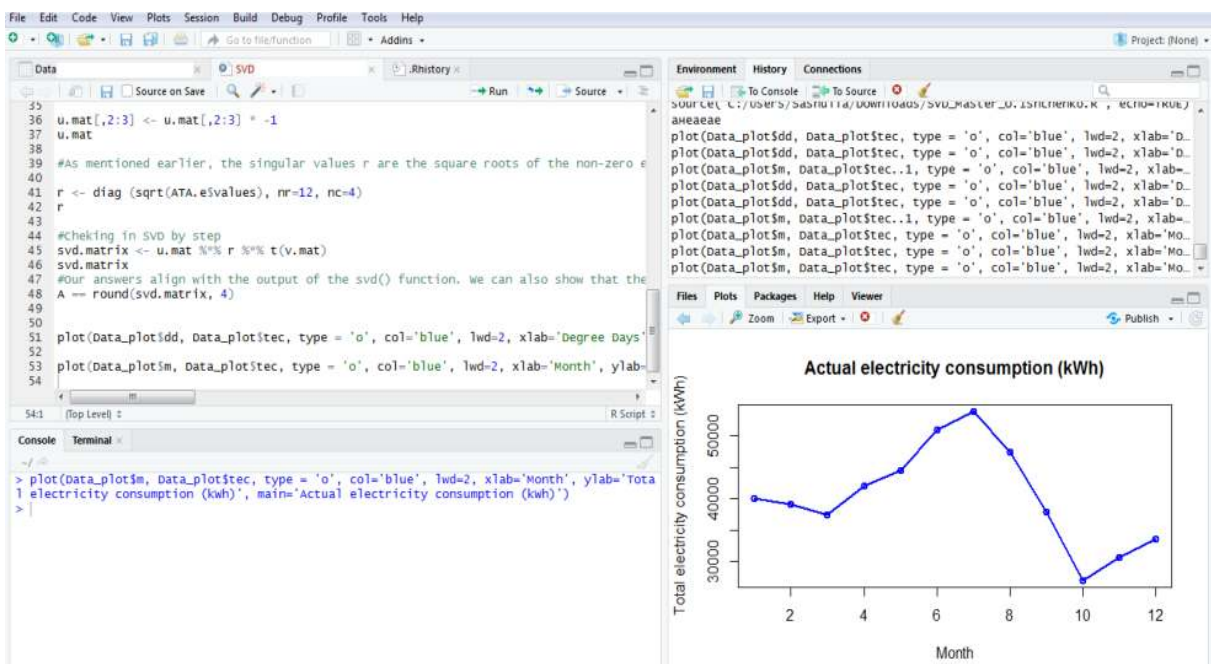 File Edit Code View Plots Session Build Debug Profile Tools Help
Go to file/function Addins Project: (None)
Data SVD .Rhistory
Source on Save Run Source
35
36 u.mat[,2:3] <- u.mat[,2:3] * -1
37 u.mat
38
39 #As mentioned earlier, the singular values r are the square roots of the non-zero e
40
41 r <- diag (sqrt(ATA.e$values), nr=12, nc=4)
42 r
43
44 #Cheking in SVD by step
45 svd.matrix <- u.mat %*% r %*% t(v.mat)
46 svd.matrix
47 #Our answers align with the output of the svd() function. We can also show that the
48 A == round(svd.matrix, 4)
49
50
51 plot(Data_plot$dd, Data_plot$tec, type = 'o', col='blue', lwd=2, xlab='Degree Days'
52
53 plot(Data_plot$m, Data_plot$tec, type = 'o', col='blue', lwd=2, xlab='Month', ylab=
54
54:1 (Top Level) R Script
Console Terminal
~/
> plot(Data_plot$m, Data_plot$tec, type = 'o', col='blue', lwd=2, xlab='Month', ylab='Tota
l electricity consumption (kWh)', main='Actual electricity consumption (kWh)')
>
Environment History Connections
To Console To Source
source( C:/Users/Sashulia/Downloads/SVD_Master_O.Ishchenko.R , echo=TRUE)
анеаеае
plot(Data_plot$dd, Data_plot$tec, type = 'o', col='blue', lwd=2, xlab='D…
plot(Data_plot$dd, Data_plot$tec, type = 'o', col='blue', lwd=2, xlab='D…
plot(Data_plot$m, Data_plot$tec..1, type = 'o', col='blue', lwd=2, xlab=…
plot(Data_plot$dd, Data_plot$tec, type = 'o', col='blue', lwd=2, xlab='D…
plot(Data_plot$dd, Data_plot$tec, type = 'o', col='blue', lwd=2, xlab='D…
plot(Data_plot$m, Data_plot$tec..1, type = 'o', col='blue', lwd=2, xlab=…
plot(Data_plot$m, Data_plot$tec, type = 'o', col='blue', lwd=2, xlab='Mo…
plot(Data_plot$m, Data_plot$tec, type = 'o', col='blue', lwd=2, xlab='Mo…
plot(Data_plot$m, Data_plot$tec, type = 'o', col='blue', lwd=2, xlab='Mo…
Files Plots Packages Help Viewer
Zoom Export Publish
Actual electricity consumption (kWh)
Total electricity consumption (kWh)
50000
40000
30000
2 4 6 8 10 12
Month